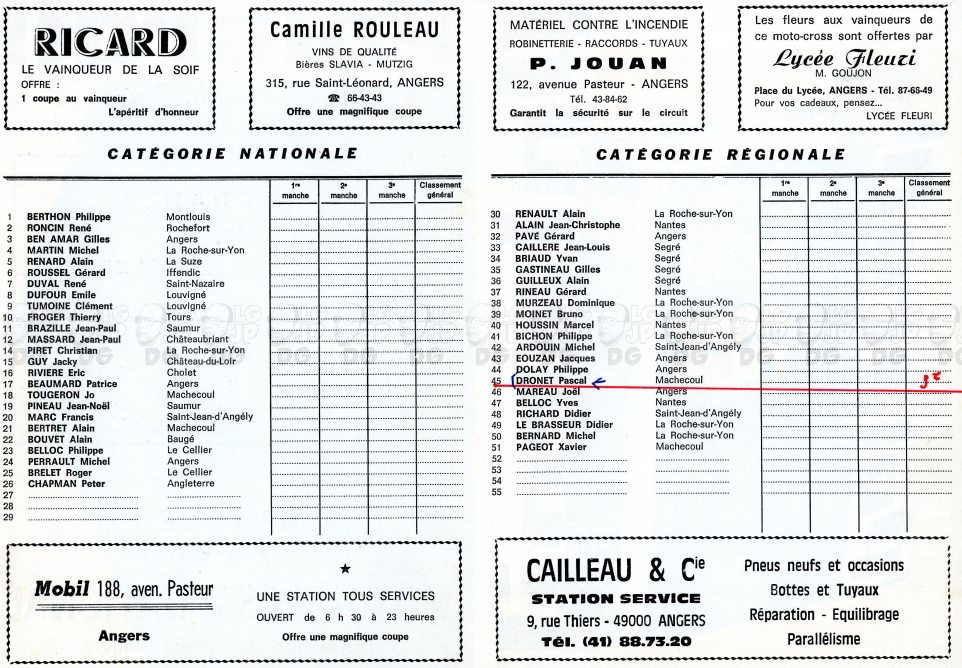 RICARD
LE VAINQUEUR DE LA SOIF
OFFRE :
1 coupe au vainqueur
L'apéritif d'honneur
Camille ROULEAU
VINS DE QUALITÉ
Bières SLAVIA - MUTZIG
315, rue Saint-Léonard, ANGERS
☎ 66-43-43
Offre une magnifique coupe
CATÉGORIE NATIONALE
1re manche 2e manche 3e manche Classement général
1 BERTHON Philippe Montlouis
2 RONCIN René Rochefort
3 BEN AMAR Gilles Angers
4 MARTIN Michel La Roche-sur-Yon
5 RENARD Alain La Suze
6 ROUSSEL Gérard Iffendic
7 DUVAL René Saint-Nazaire
8 DUFOUR Emile Louvigné
9 TUMOINE Clément Louvigné
10 FROGER Thierry Tours
11 BRAZILLE Jean-Paul Saumur
12 MASSARD Jean-Paul Châteaubriant
14 PIRET Christian La Roche-sur-Yon
15 GUY Jacky Château-du-Loir
16 RIVIERE Eric Cholet
17 BEAUMARD Patrice Angers
18 TOUGERON Jo Machecoul
19 PINEAU Jean-Noël Saumur
20 MARC Francis Saint-Jean-d'Angély
21 BERTRET Alain Machecoul
22 BOUVET Alain Baugé
23 BELLOC Philippe Le Cellier
24 PERRAULT Michel Angers
25 BRELET Roger Le Cellier
26 CHAPMAN Peter Angleterre
27
28
29
Mobil 188, aven. Pasteur
Angers
★
UNE STATION TOUS SERVICES
OUVERT de 6 h 30 à 23 heures
Offre une magnifique coupe
MATÉRIEL CONTRE L'INCENDIE
ROBINETTERIE - RACCORDS - TUYAUX
P. JOUAN
122, avenue Pasteur - ANGERS
Tél. 43-84-62
Garantit la sécurité sur le circuit
Les fleurs aux vainqueurs de
ce moto-cross sont offertes par
Lycée Fleuri
M. GOUJON
Place du Lycée, ANGERS - Tél. 87-66-49
Pour vos cadeaux, pensez...
LYCÉE FLEURI
CATÉGORIE RÉGIONALE
1re manche 2e manche 3e manche Classement général
30 RENAULT Alain La Roche-sur-Yon
31 ALAIN Jean-Christophe Nantes
32 PAVÉ Gérard Angers
33 CAILLERE Jean-Louis Segré
34 BRIAUD Yvan Segré
35 GASTINEAU Gilles Segré
36 GUILLEUX Alain Segré
37 RINEAU Gérard Nantes
38 MURZEAU Dominique La Roche-sur-Yon
39 MOINET Bruno La Roche-sur-Yon
40 HOUSSIN Marcel Nantes
41 BICHON Philippe La Roche-sur-Yon
42 ARDOUIN Michel Saint-Jean-d'Angély
43 EOUZAN Jacques Angers
44 DOLAY Philippe Angers
45 DRONET Pascal Machecoul
46 MAREAU Joël Angers
47 BELLOC Yves Nantes
48 RICHARD Didier Saint-Jean-d'Angély
49 LE BRASSEUR Didier La Roche-sur-Yon
50 BERNARD Michel La Roche-sur-Yon
51 PAGEOT Xavier Machecoul
52
53
54
55
CAILLEAU & Cie
STATION SERVICE
9, rue Thiers - 49000 ANGERS
Tél. (41) 88.73.20
Pneus neufs et occasions
Bottes et Tuyaux
Réparation - Equilibrage
Parallélisme